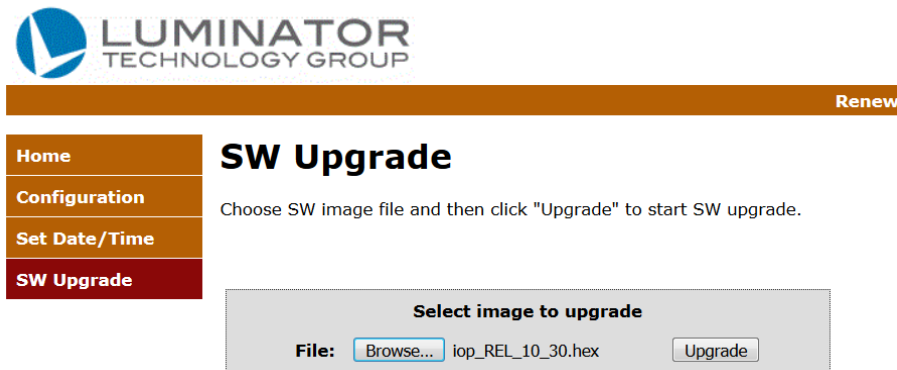 LUMINATOR
TECHNOLOGY GROUP
Renew
Home
Configuration
Set Date/Time
SW Upgrade
SW Upgrade
Choose SW image file and then click "Upgrade" to start SW upgrade.
Select image to upgrade
File: Browse... iop_REL_10_30.hex Upgrade